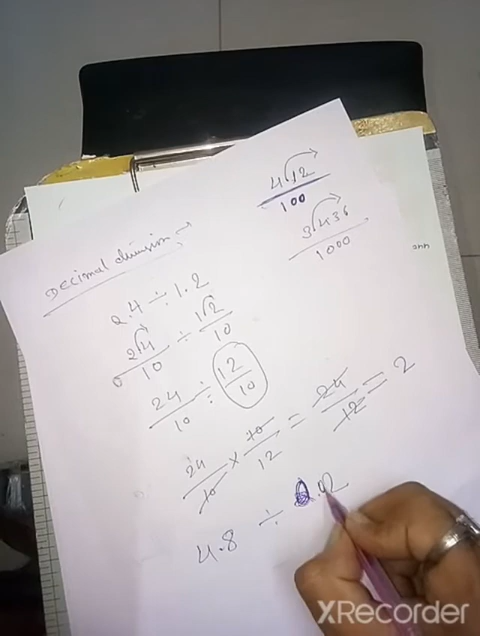 4.12
100
3.436
1000
Decimal division
2.4 ÷ 1.2
24/10 ÷ 12/10
24/10 ÷ 12/10
24/10 × 10/12 = 24/12 = 2
4.8 ÷ .02
XRecorder